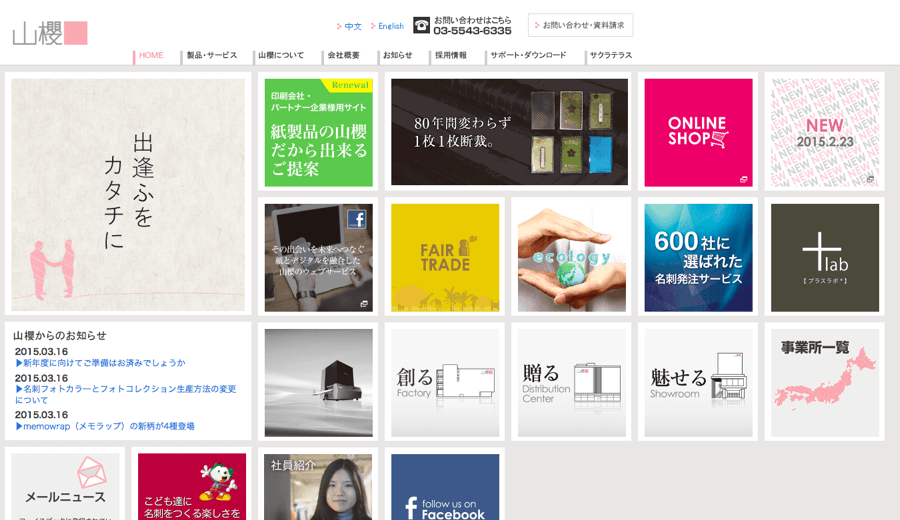 山櫻
中文
English
お問い合わせはこちら
03-5543-6335
お問い合わせ・資料請求
HOME
製品・サービス
山櫻について
会社概要
お知らせ
採用情報
サポート・ダウンロード
サクラテラス
出逢ふを
カタチに
Renewal
印刷会社・
パートナー企業様用サイト
紙製品の山櫻
だから出来る
ご提案
80年間変わらず
1枚1枚断裁。
ONLINE
SHOP
NEW
2015.2.23
その出会いを未来へつなぐ
紙とデジタルを融合した
山櫻のウェブサービス
FAIR
TRADE
ecology
600社に
選ばれた
名刺発注サービス
lab
【プラスラボ+】
山櫻からのお知らせ
2015.03.16
▶新年度に向けてご準備はお済みでしょうか
2015.03.16
▶名刺フォトカラーとフォトコレクション生産方法の変更
について
2015.03.16
▶memowrap（メモラップ）の新柄が4種登場
創る
Factory
贈る
Distribution
Center
魅せる
Showroom
事業所一覧
メールニュース
こども達に
名刺をつくる楽しさを
社員紹介
follow us on
Facebook